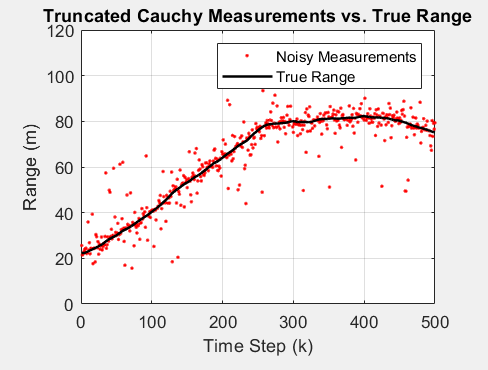 Truncated Cauchy Measurements vs. True Range
120
Noisy Measurements
True Range
100
80
60
40
20
0
Range (m)
0 100 200 300 400 500
Time Step (k)